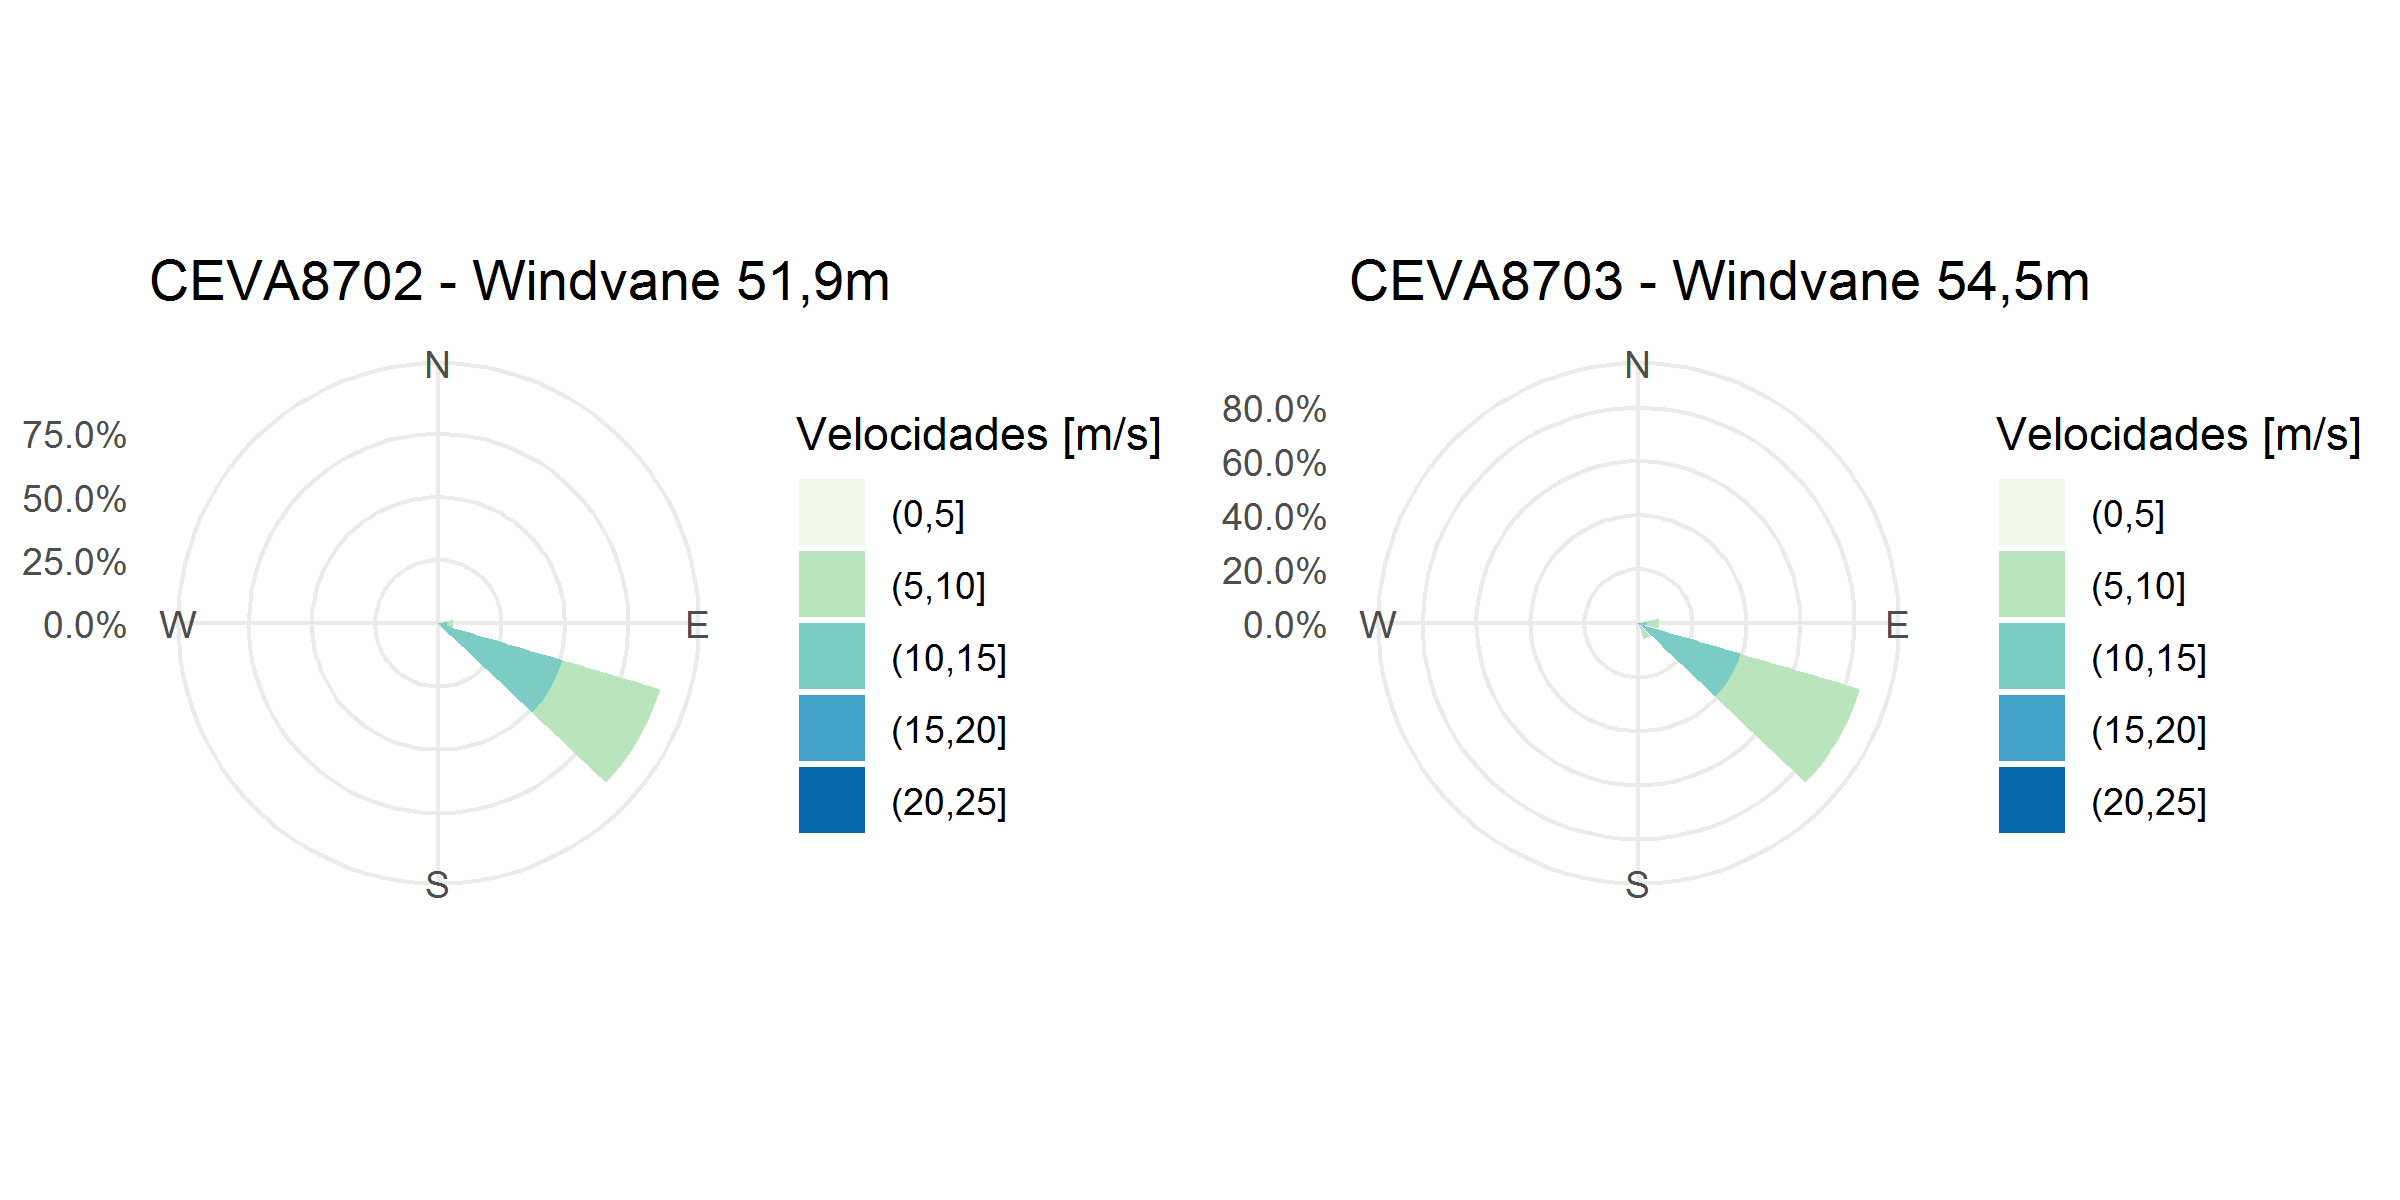 CEVA8702 - Windvane 51,9m
N
75.0%
50.0%
25.0%
0.0%
W
E
S
Velocidades [m/s]
(0,5]
(5,10]
(10,15]
(15,20]
(20,25]
CEVA8703 - Windvane 54,5m
N
80.0%
60.0%
40.0%
20.0%
0.0%
W
E
S
Velocidades [m/s]
(0,5]
(5,10]
(10,15]
(15,20]
(20,25]